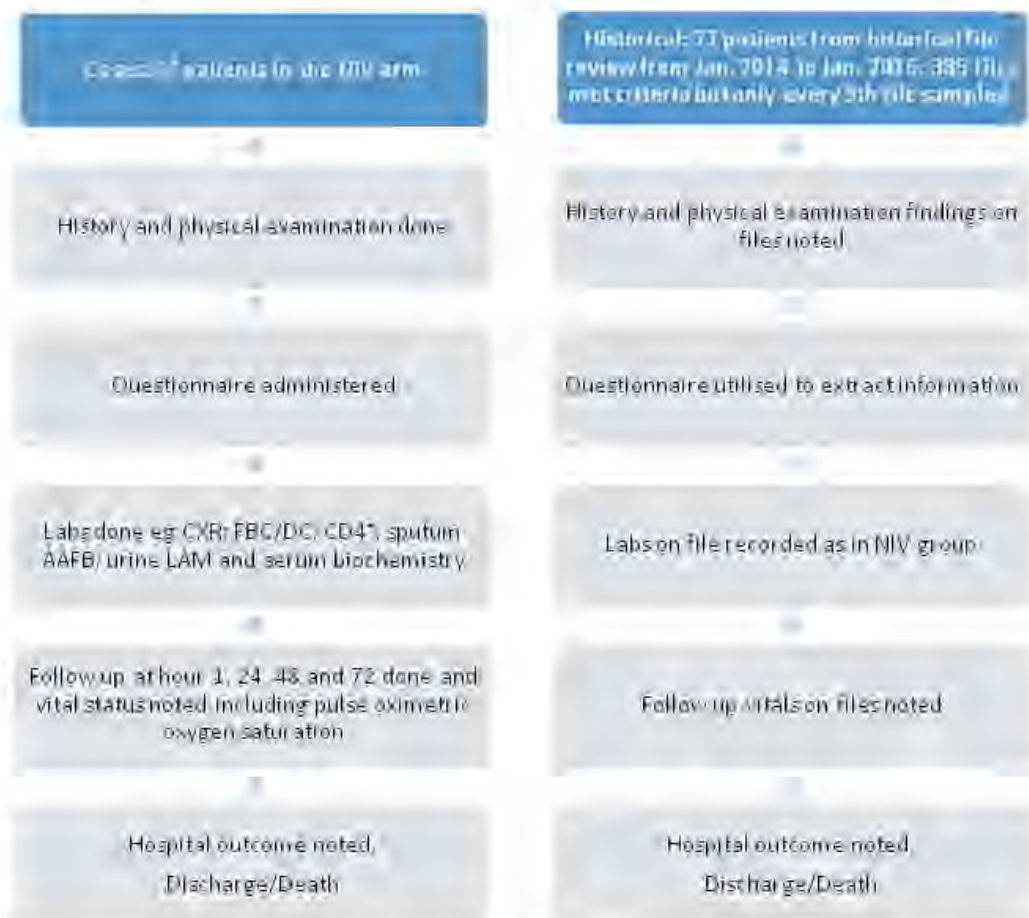 of patients in the NIV arm
History and physical examination done
Questionnaire administered
Labs done eg CXR; FBC/DC; CD4+; sputum
AAFB/ urine LAM and serum biochemistry
Follow up at hour 1, 24, 48 and 72 done and
vital status noted including pulse oximetric
oxygen saturation
Hospital outcome noted,
Discharge/Death
Historical: 77 patients from historical file
review from Jan. 2014 to Jan. 2016. 385 files
met criteria but only every 5th file sampled
History and physical examination findings on
files noted
Questionnaire utilised to extract information
Labs on file recorded as in NIV group
Follow up vitals on files noted
Hospital outcome noted
Discharge/Death